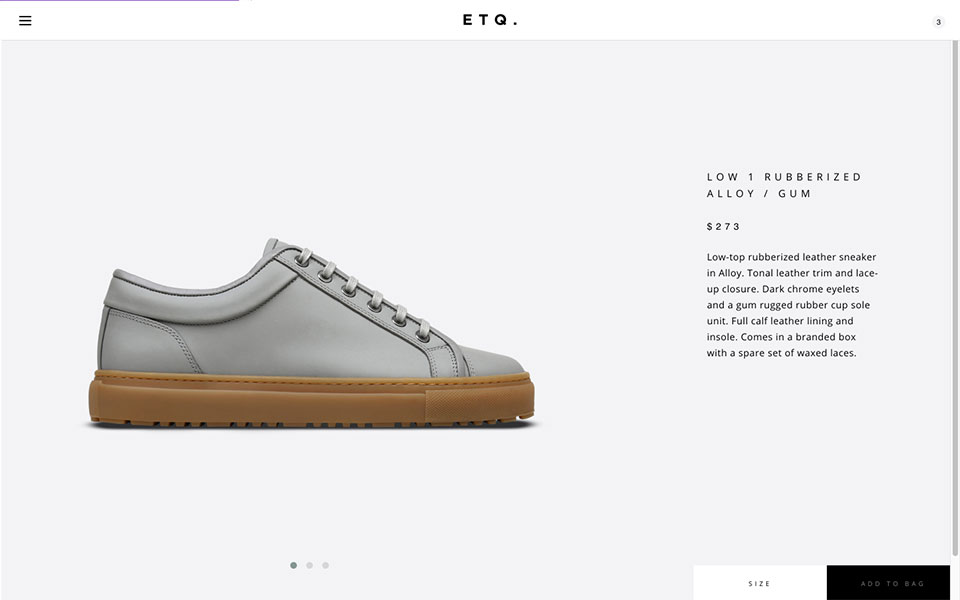 ETQ.
3
LOW 1 RUBBERIZED
ALLOY / GUM
$273
Low-top rubberized leather sneaker
in Alloy. Tonal leather trim and lace-
up closure. Dark chrome eyelets
and a gum rugged rubber cup sole
unit. Full calf leather lining and
insole. Comes in a branded box
with a spare set of waxed laces.
SIZE
ADD TO BAG